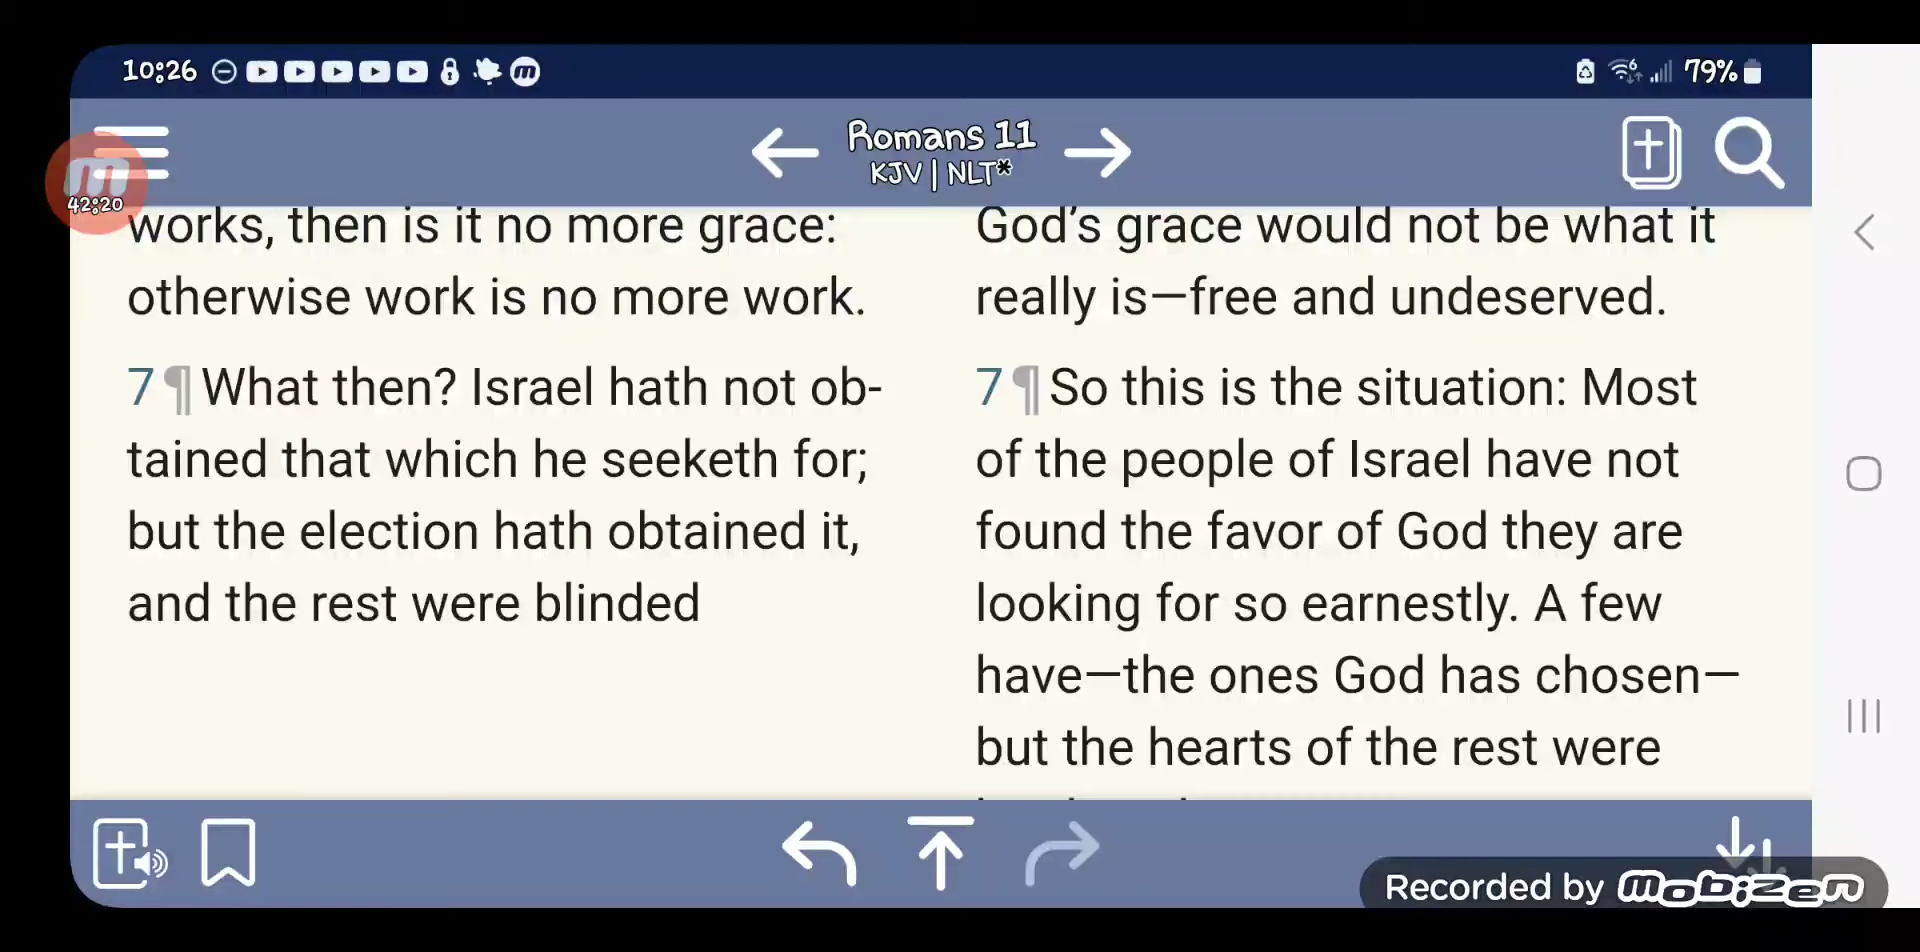 10:26
79%
Romans 11
KJV | NLT*
42:20
works, then is it no more grace:
otherwise work is no more work.
7 ¶ What then? Israel hath not ob-
tained that which he seeketh for;
but the election hath obtained it,
and the rest were blinded
God's grace would not be what it
really is—free and undeserved.
7 ¶ So this is the situation: Most
of the people of Israel have not
found the favor of God they are
looking for so earnestly. A few
have—the ones God has chosen—
but the hearts of the rest were
Recorded by mobizen